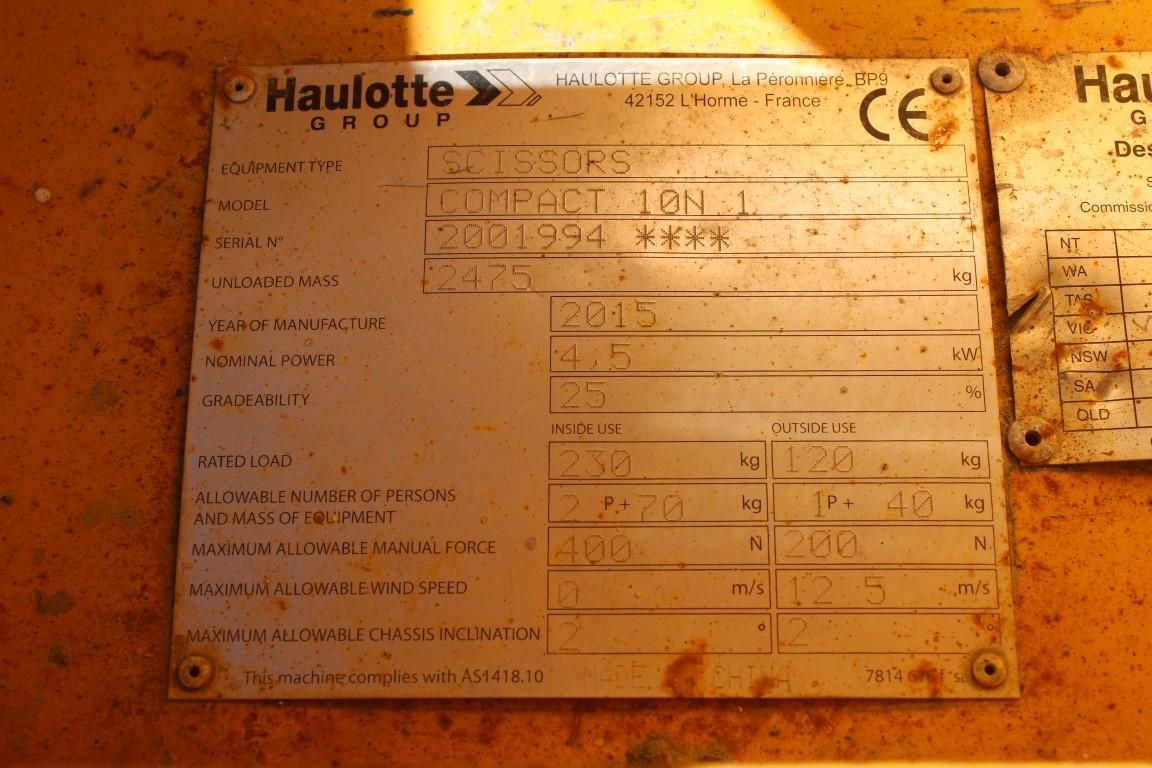 Haulotte
GROUP
HAULOTTE GROUP, La Péronnière, BP9
42152 L'Horme - France
CE
EQUIPMENT TYPE SCISSORS
MODEL COMPACT 10N 1
SERIAL N° 2001994 ****
UNLOADED MASS 2475 kg
YEAR OF MANUFACTURE 2015
NOMINAL POWER 4,5 kW
GRADEABILITY 25 %
INSIDE USE OUTSIDE USE
RATED LOAD 230 kg 120 kg
ALLOWABLE NUMBER OF PERSONS
AND MASS OF EQUIPMENT 2 P+ 70 kg 1P+ 40 kg
MAXIMUM ALLOWABLE MANUAL FORCE 400 N 200 N
MAXIMUM ALLOWABLE WIND SPEED 0 m/s 12 5 m/s
MAXIMUM ALLOWABLE CHASSIS INCLINATION 2 ° 2 °
This machine complies with AS1418.10 MADE CHINA 7814
Hau
G
Des
Commissi
NT
WA
TAS
VIC
NSW
SA
QLD